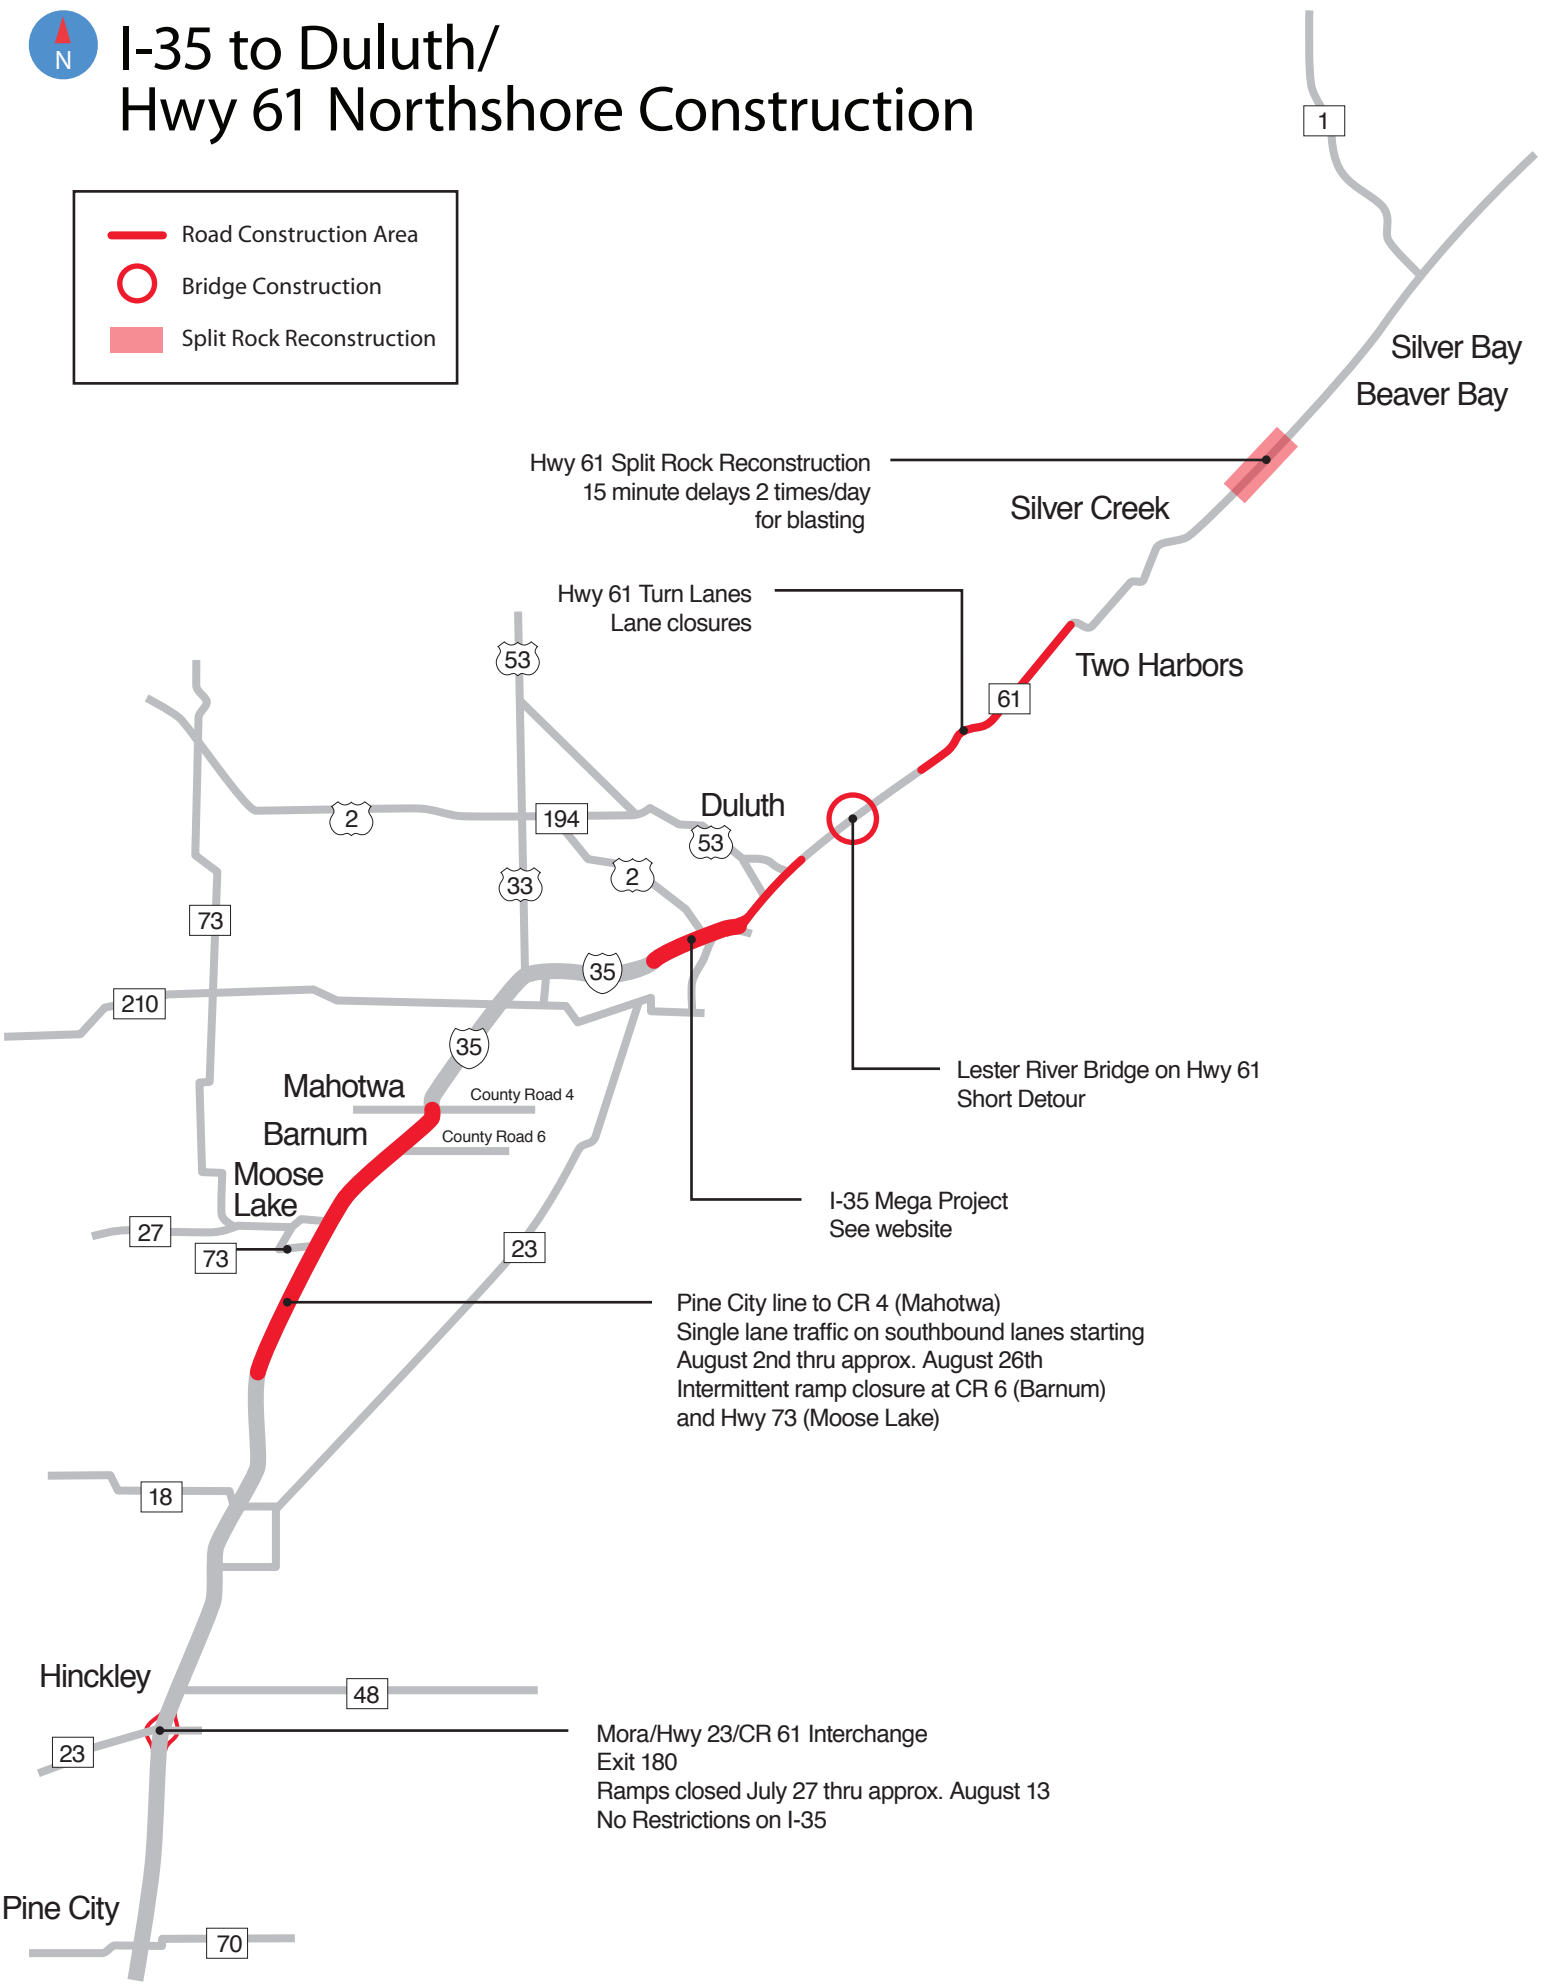 N
I-35 to Duluth/
Hwy 61 Northshore Construction
1
Road Construction Area
Bridge Construction
Split Rock Reconstruction
Silver Bay
Beaver Bay
Hwy 61 Split Rock Reconstruction
15 minute delays 2 times/day
for blasting
Silver Creek
Hwy 61 Turn Lanes
Lane closures
53
Two Harbors
61
Duluth
2
194
53
33
2
73
35
210
35
Mahotwa
County Road 4
Barnum
County Road 6
Moose
Lake
27
73
23
Lester River Bridge on Hwy 61
Short Detour
I-35 Mega Project
See website
Pine City line to CR 4 (Mahotwa)
Single lane traffic on southbound lanes starting
August 2nd thru approx. August 26th
Intermittent ramp closure at CR 6 (Barnum)
and Hwy 73 (Moose Lake)
18
Hinckley
48
23
Mora/Hwy 23/CR 61 Interchange
Exit 180
Ramps closed July 27 thru approx. August 13
No Restrictions on I-35
Pine City
70